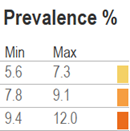 Prevalence %
Min Max
5.6 7.3
7.8 9.1
9.4 12.0